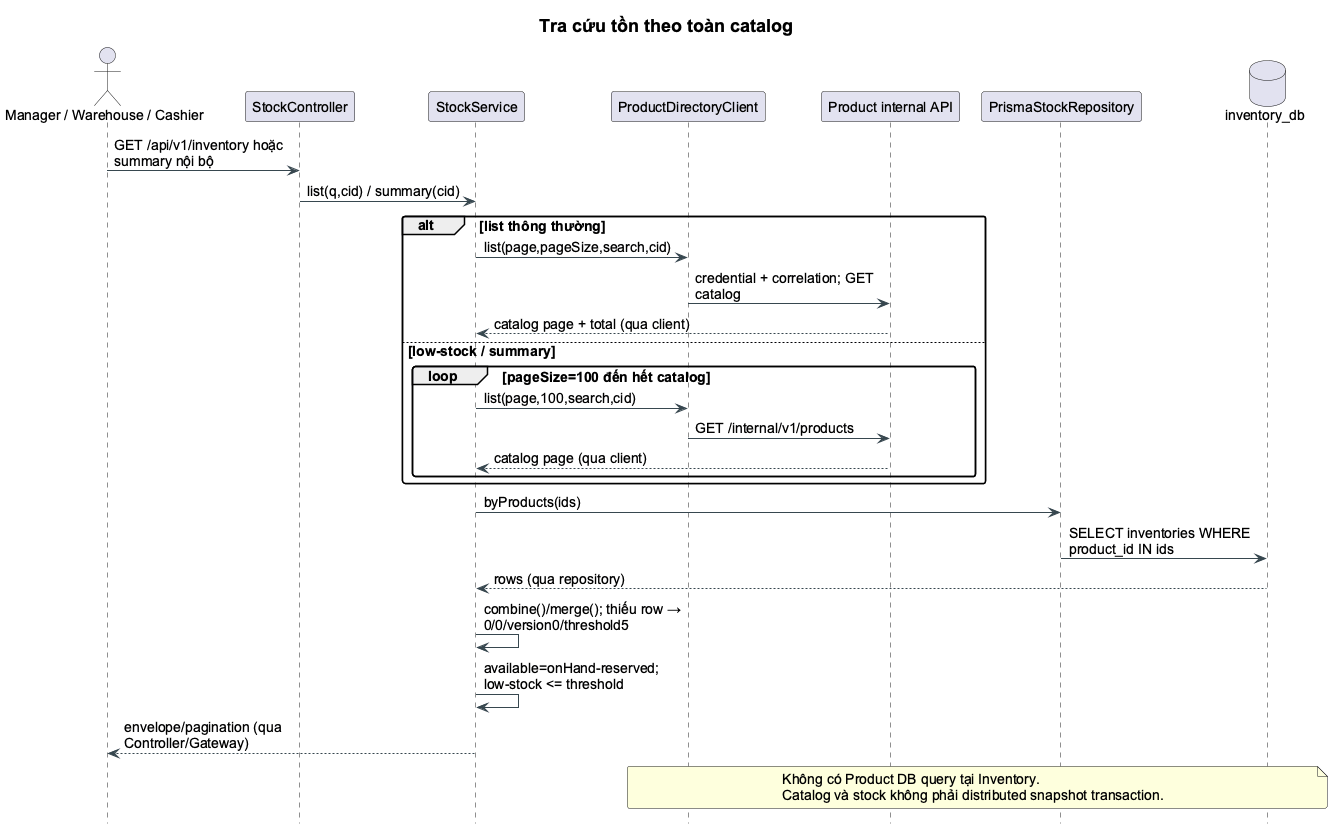 Tra cứu tồn theo toàn catalog
Manager / Warehouse / Cashier
StockController
StockService
ProductDirectoryClient
Product internal API
PrismaStockRepository
inventory_db
GET /api/v1/inventory hoặc
summary nội bộ
list(q,cid) / summary(cid)
alt
[list thông thường]
list(page,pageSize,search,cid)
credential + correlation; GET
catalog
catalog page + total (qua client)
[low-stock / summary]
loop
[pageSize=100 đến hết catalog]
list(page,100,search,cid)
GET /internal/v1/products
catalog page (qua client)
byProducts(ids)
SELECT inventories WHERE
product_id IN ids
rows (qua repository)
combine()/merge(); thiếu row →
0/0/version0/threshold5
available=onHand-reserved;
low-stock <= threshold
envelope/pagination (qua
Controller/Gateway)
Không có Product DB query tại Inventory.
Catalog và stock không phải distributed snapshot transaction.